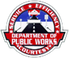 SERVICE • EFFICIENCY
DEPARTMENT OF
PUBLIC WORKS
COURTESY